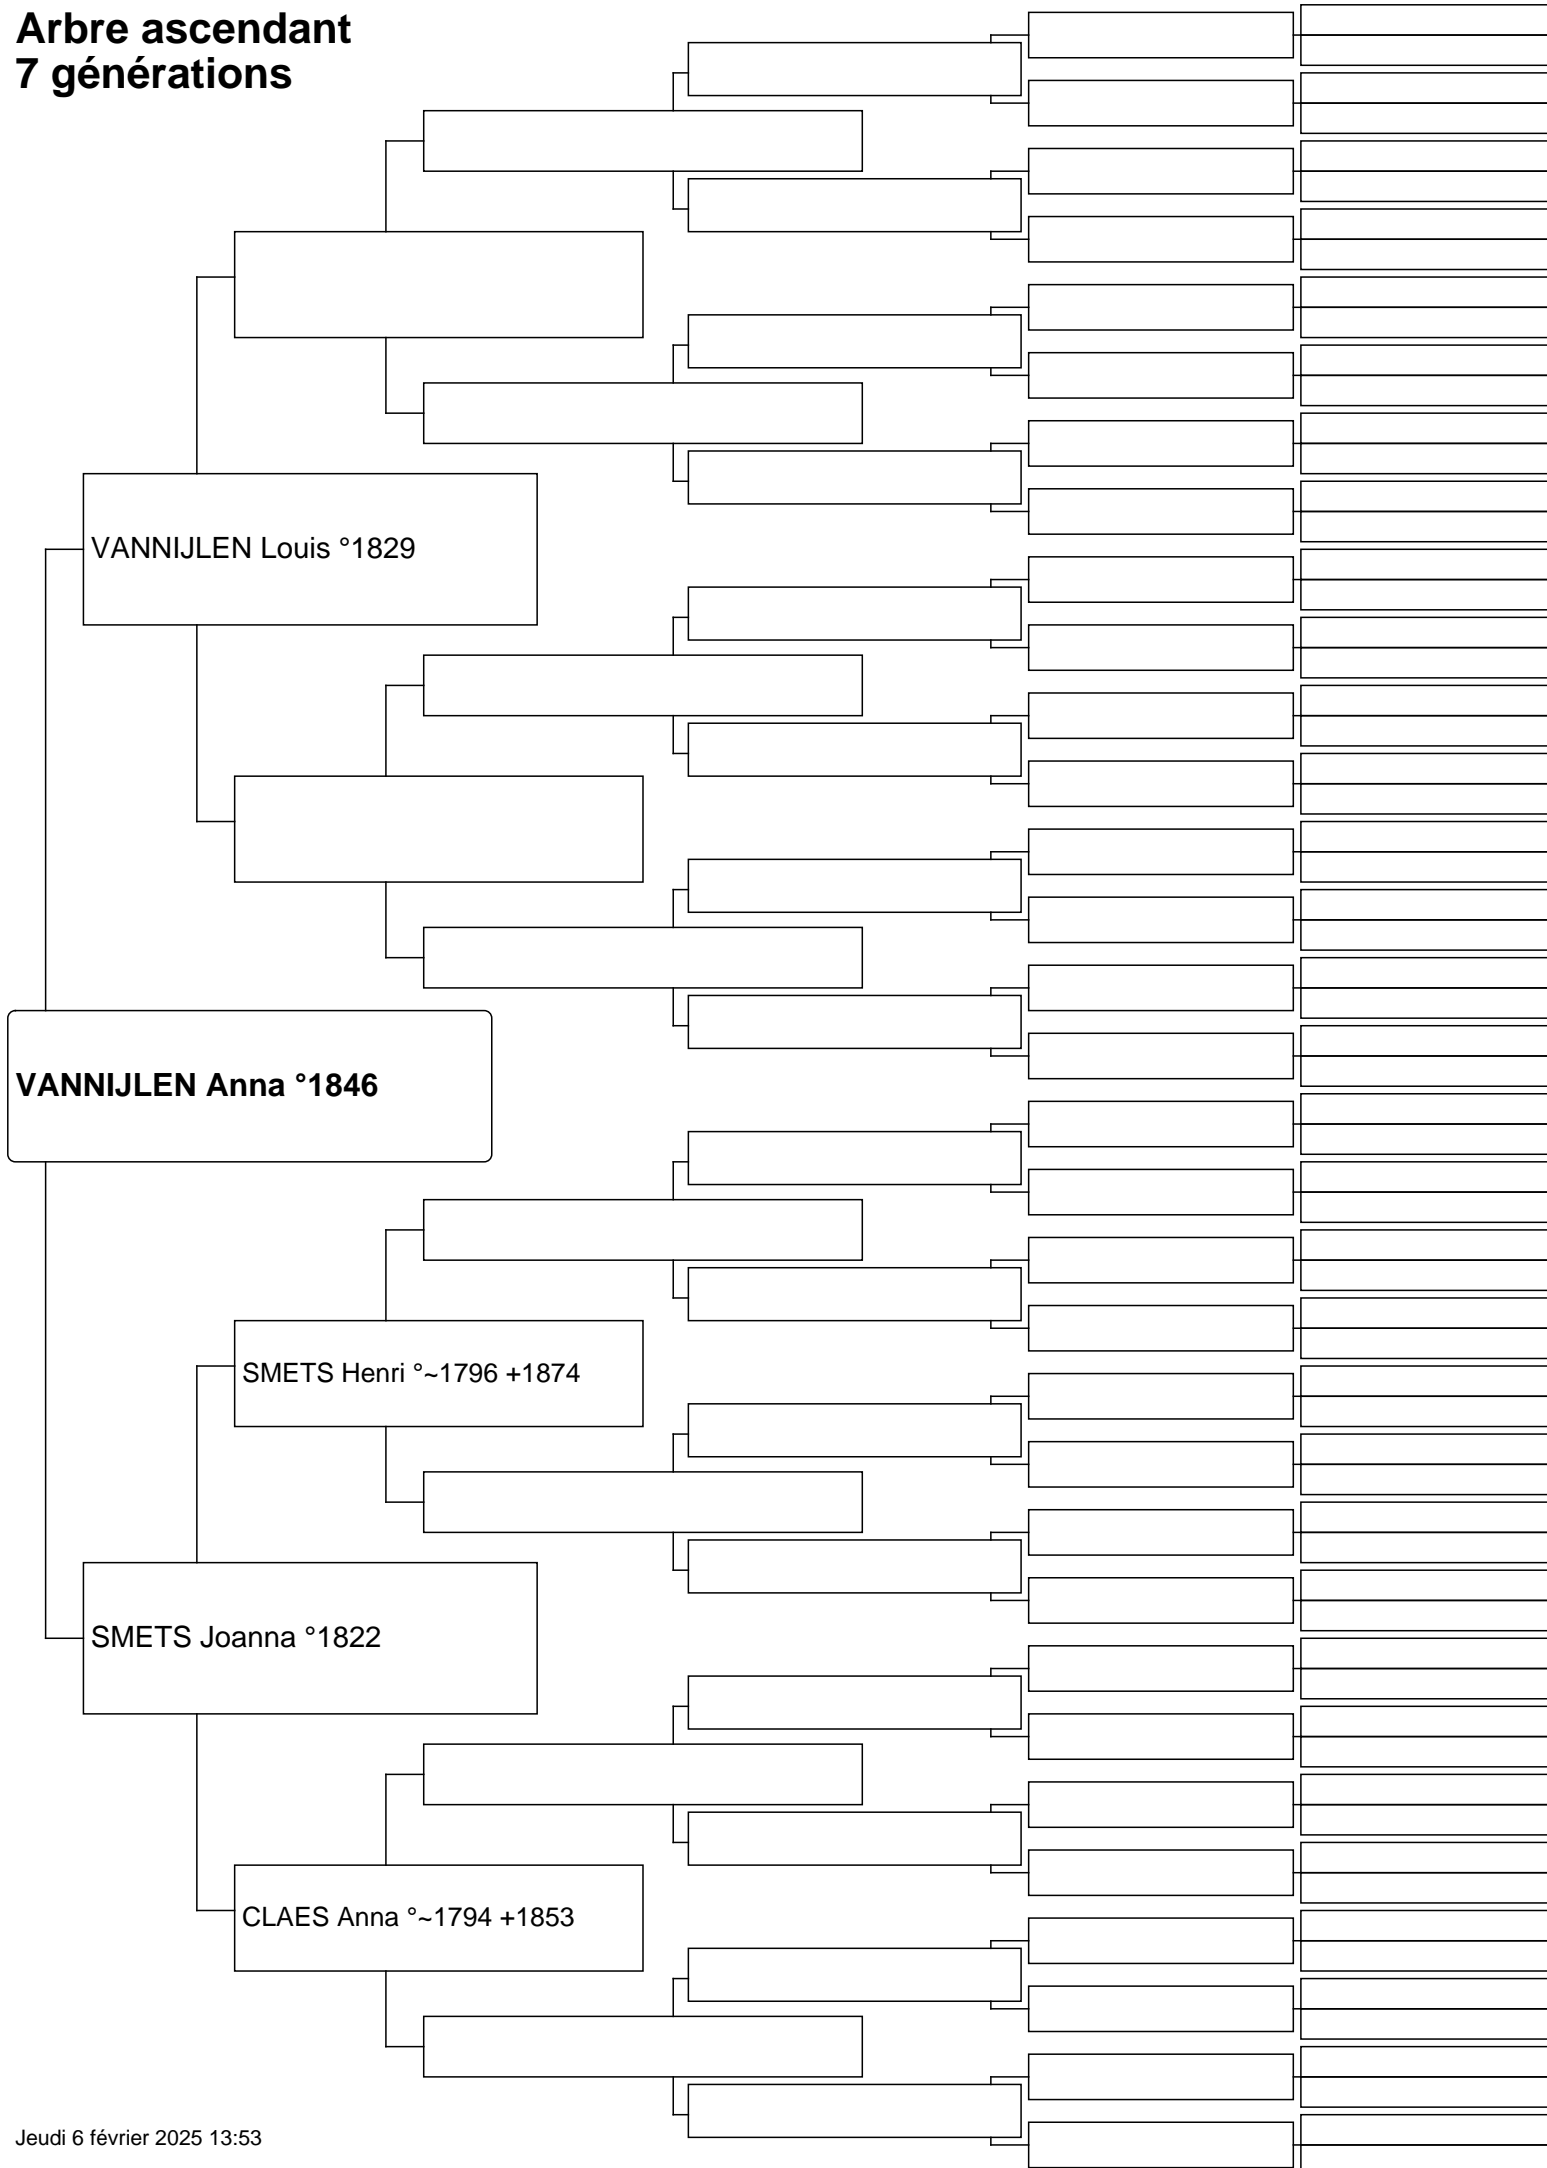 Arbre ascendant
7 générations
VANNIJLEN Louis °1829
VANNIJLEN Anna °1846
SMETS Henri °~1796 +1874
SMETS Joanna °1822
CLAES Anna °~1794 +1853
Jeudi 6 février 2025 13:53